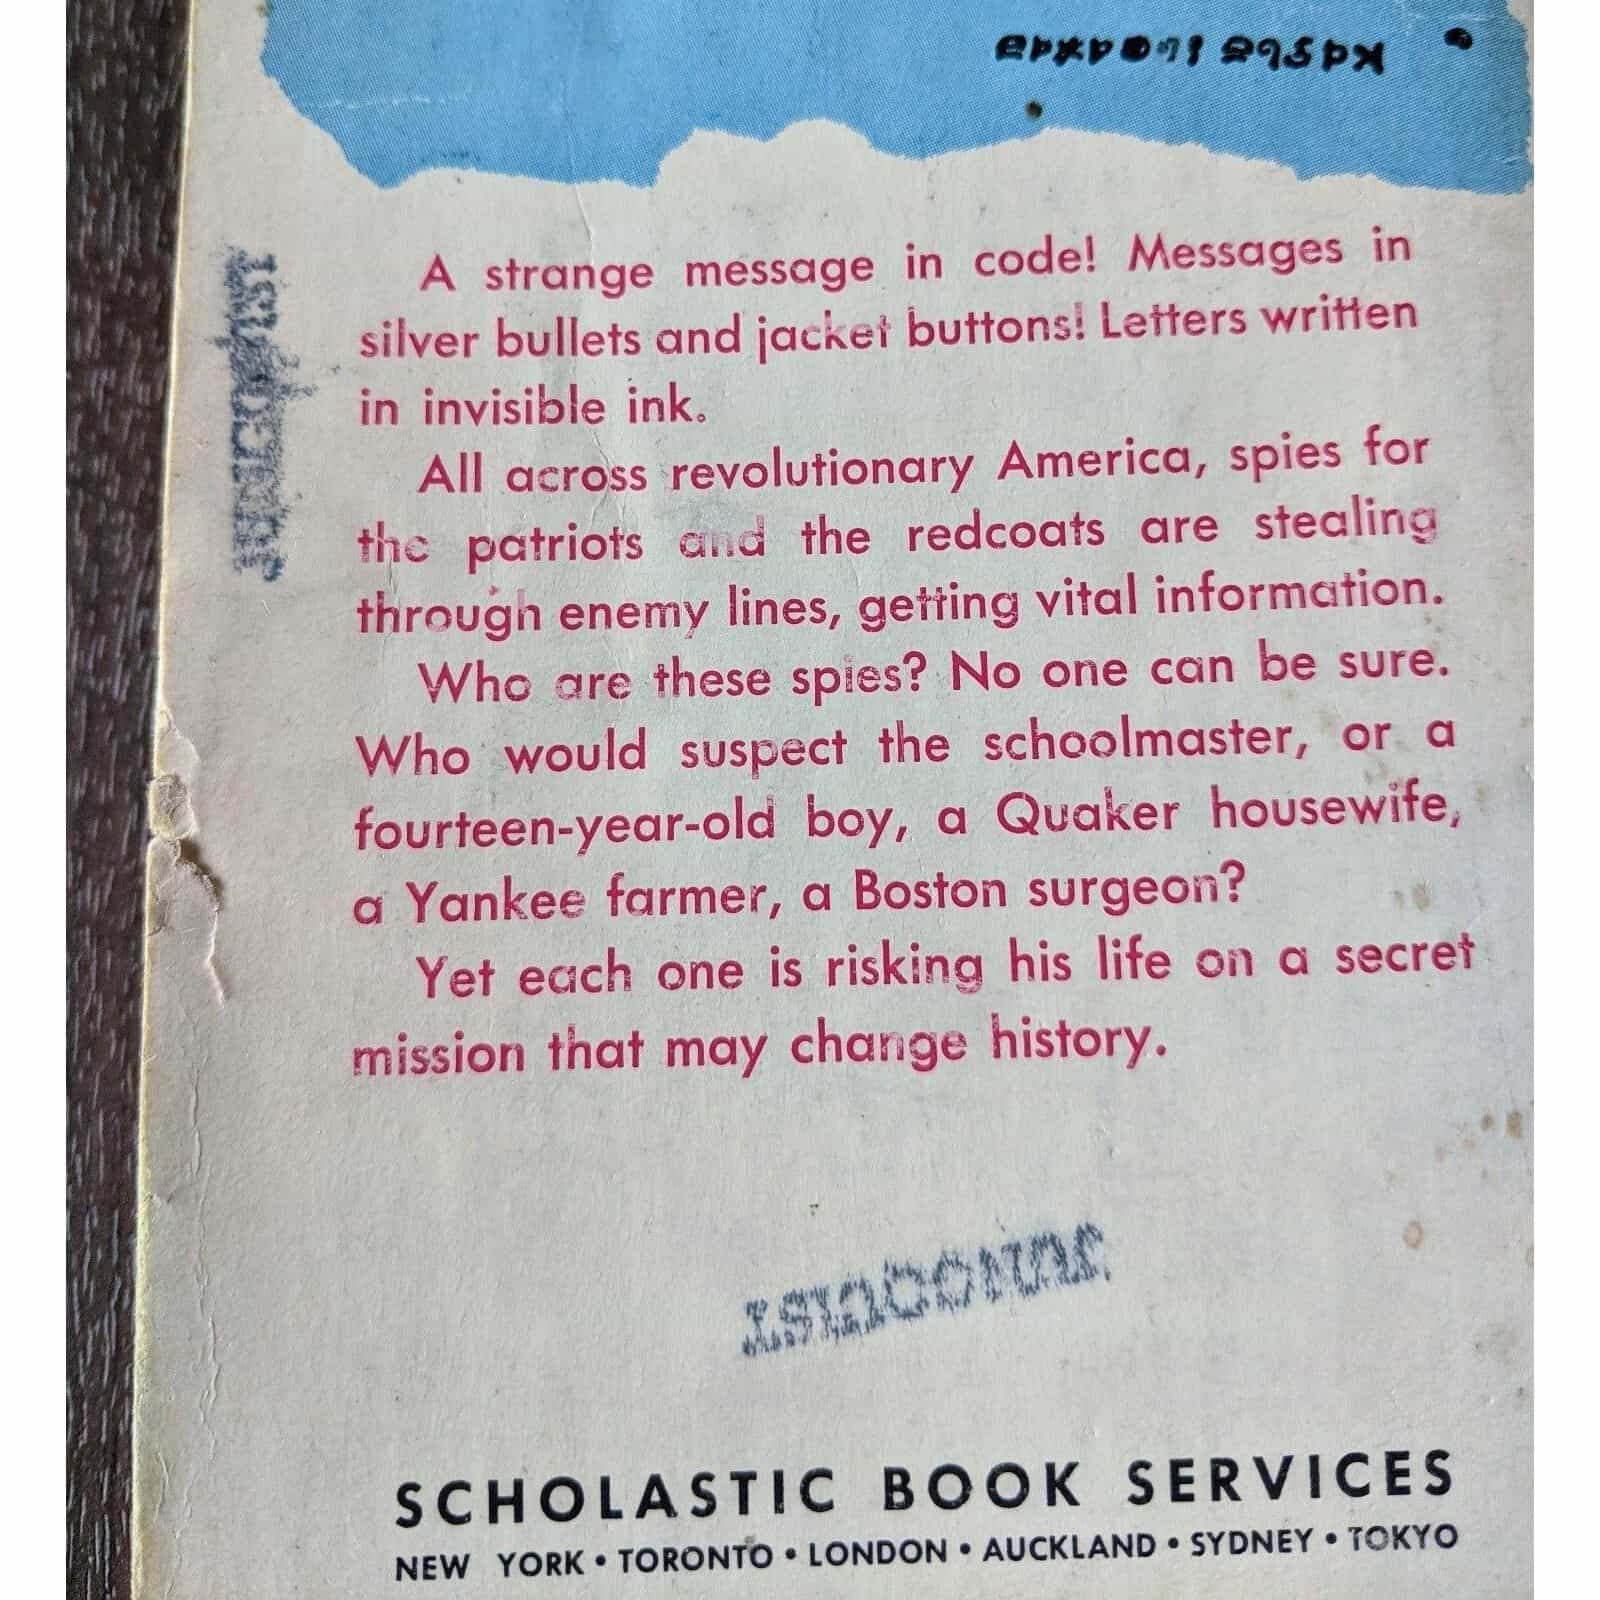 A strange message in code! Messages in
silver bullets and jacket buttons! Letters written
in invisible ink.
All across revolutionary America, spies for
the patriots and the redcoats are stealing
through enemy lines, getting vital information.
Who are these spies? No one can be sure.
Who would suspect the schoolmaster, or a
fourteen-year-old boy, a Quaker housewife,
a Yankee farmer, a Boston surgeon?
Yet each one is risking his life on a secret
mission that may change history.
SCHOLASTIC BOOK SERVICES
NEW YORK • TORONTO • LONDON • AUCKLAND • SYDNEY • TOKYO